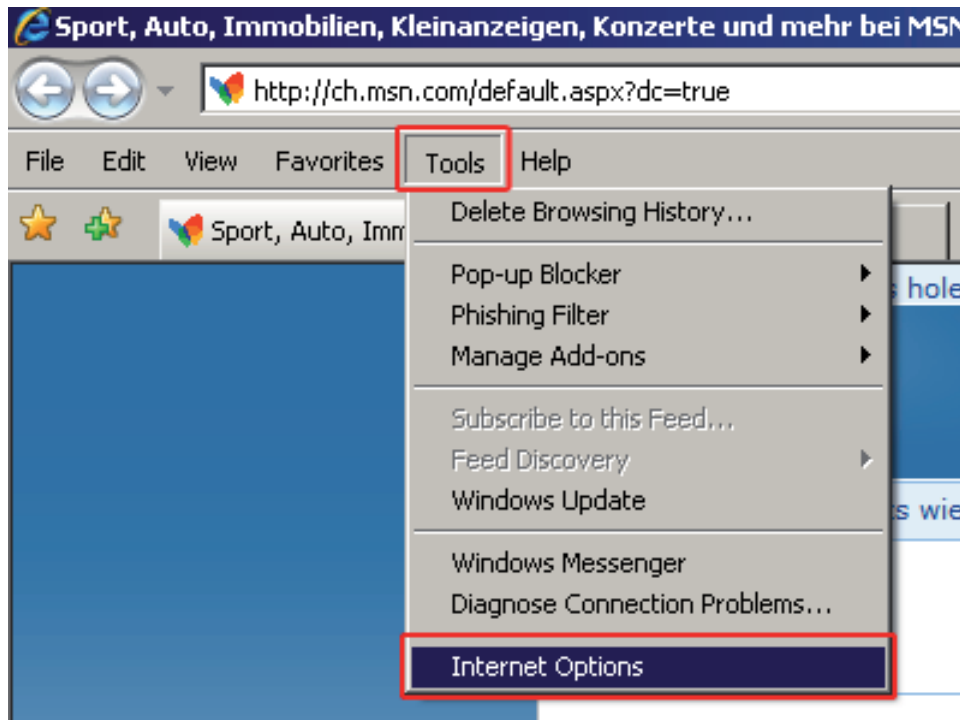 Sport, Auto, Immobilien, Kleinanzeigen, Konzerte und mehr bei MSN
http://ch.msn.com/default.aspx?dc=true
File Edit View Favorites Tools Help
Sport, Auto, Imm
Delete Browsing History...
Pop-up Blocker
hole
Phishing Filter
Manage Add-ons
Subscribe to this Feed...
Feed Discovery
Windows Update
s wie
Windows Messenger
Diagnose Connection Problems...
Internet Options